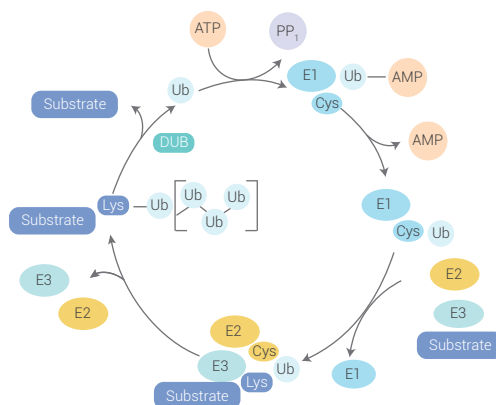 ATP
PP1
E1
Ub
AMP
Cys
Substrate
Ub
DUB
AMP
Lys
Ub
Ub
Ub
Ub
Substrate
E1
Cys
Ub
E2
E3
Substrate
E3
E2
E2
Cys
E3
Ub
Lys
Substrate
E1